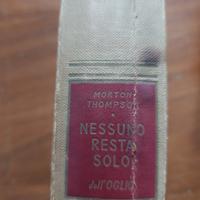 MORTON
THOMPSON
NESSUNO
RESTA
SOLO
dall'OGLIO